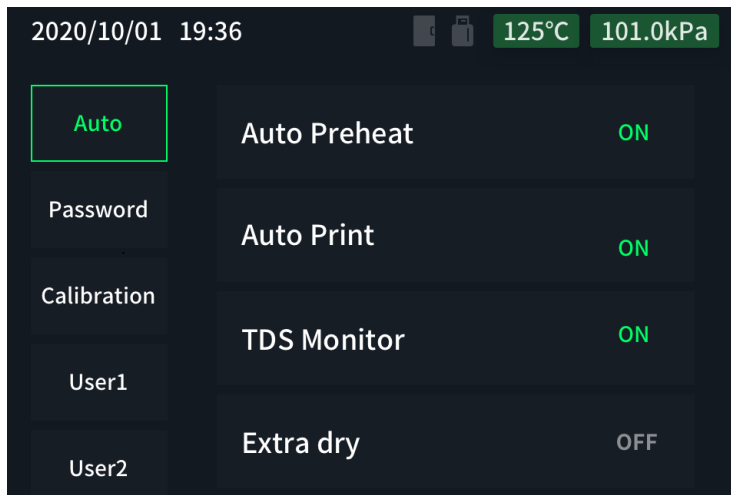 2020/10/01 19:36 125℃ 101.0kPa
Auto
Password
Calibration
User1
User2
Auto Preheat ON
Auto Print ON
TDS Monitor ON
Extra dry OFF